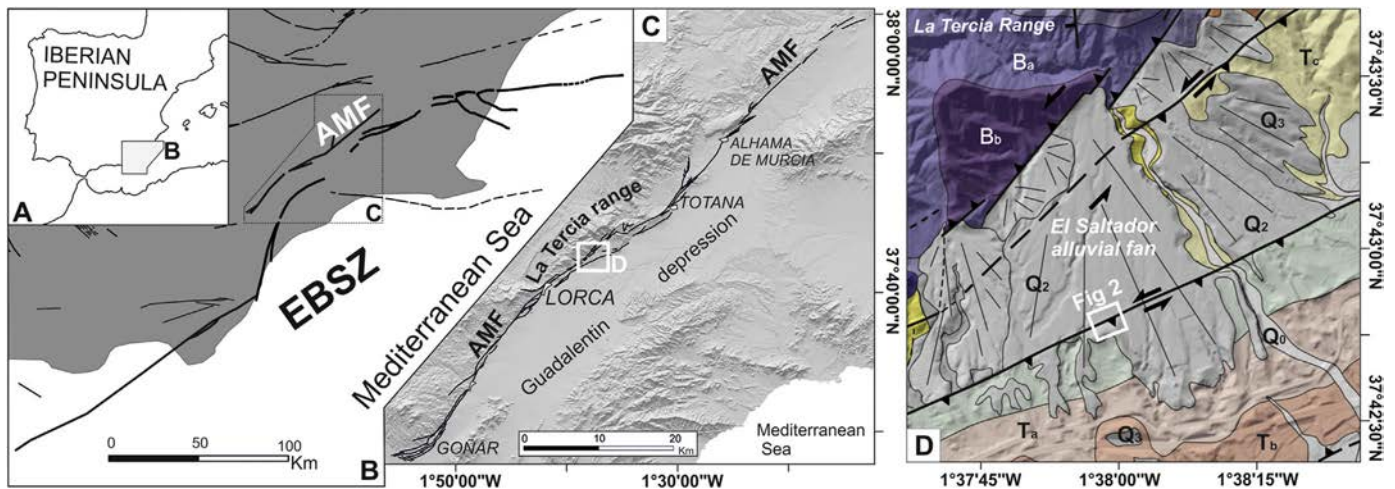 IBERIAN
PENINSULA
B
A
AMF
C
EBSZ
0 50 100
Km
B
Mediterranean Sea
C
AMF
ALHAMA
DE MURCIA
TOTANA
La Tercia range
D
LORCA
depression
AMF
Guadalentin
GOÑAR
0 10 20
Km
Mediterranean
Sea
38°00'00"N
37°40'00"N
1°50'00"W
1°30'00"W
La Tercia Range
Ba
Bb
Tc
Q3
Q2
El Saltador
alluvial fan
Q2
Fig 2
Q0
Ta
Q3
Tb
D
37°43'30"N
37°43'00"N
37°42'30"N
1°37'45"W
1°38'00"W
1°38'15"W